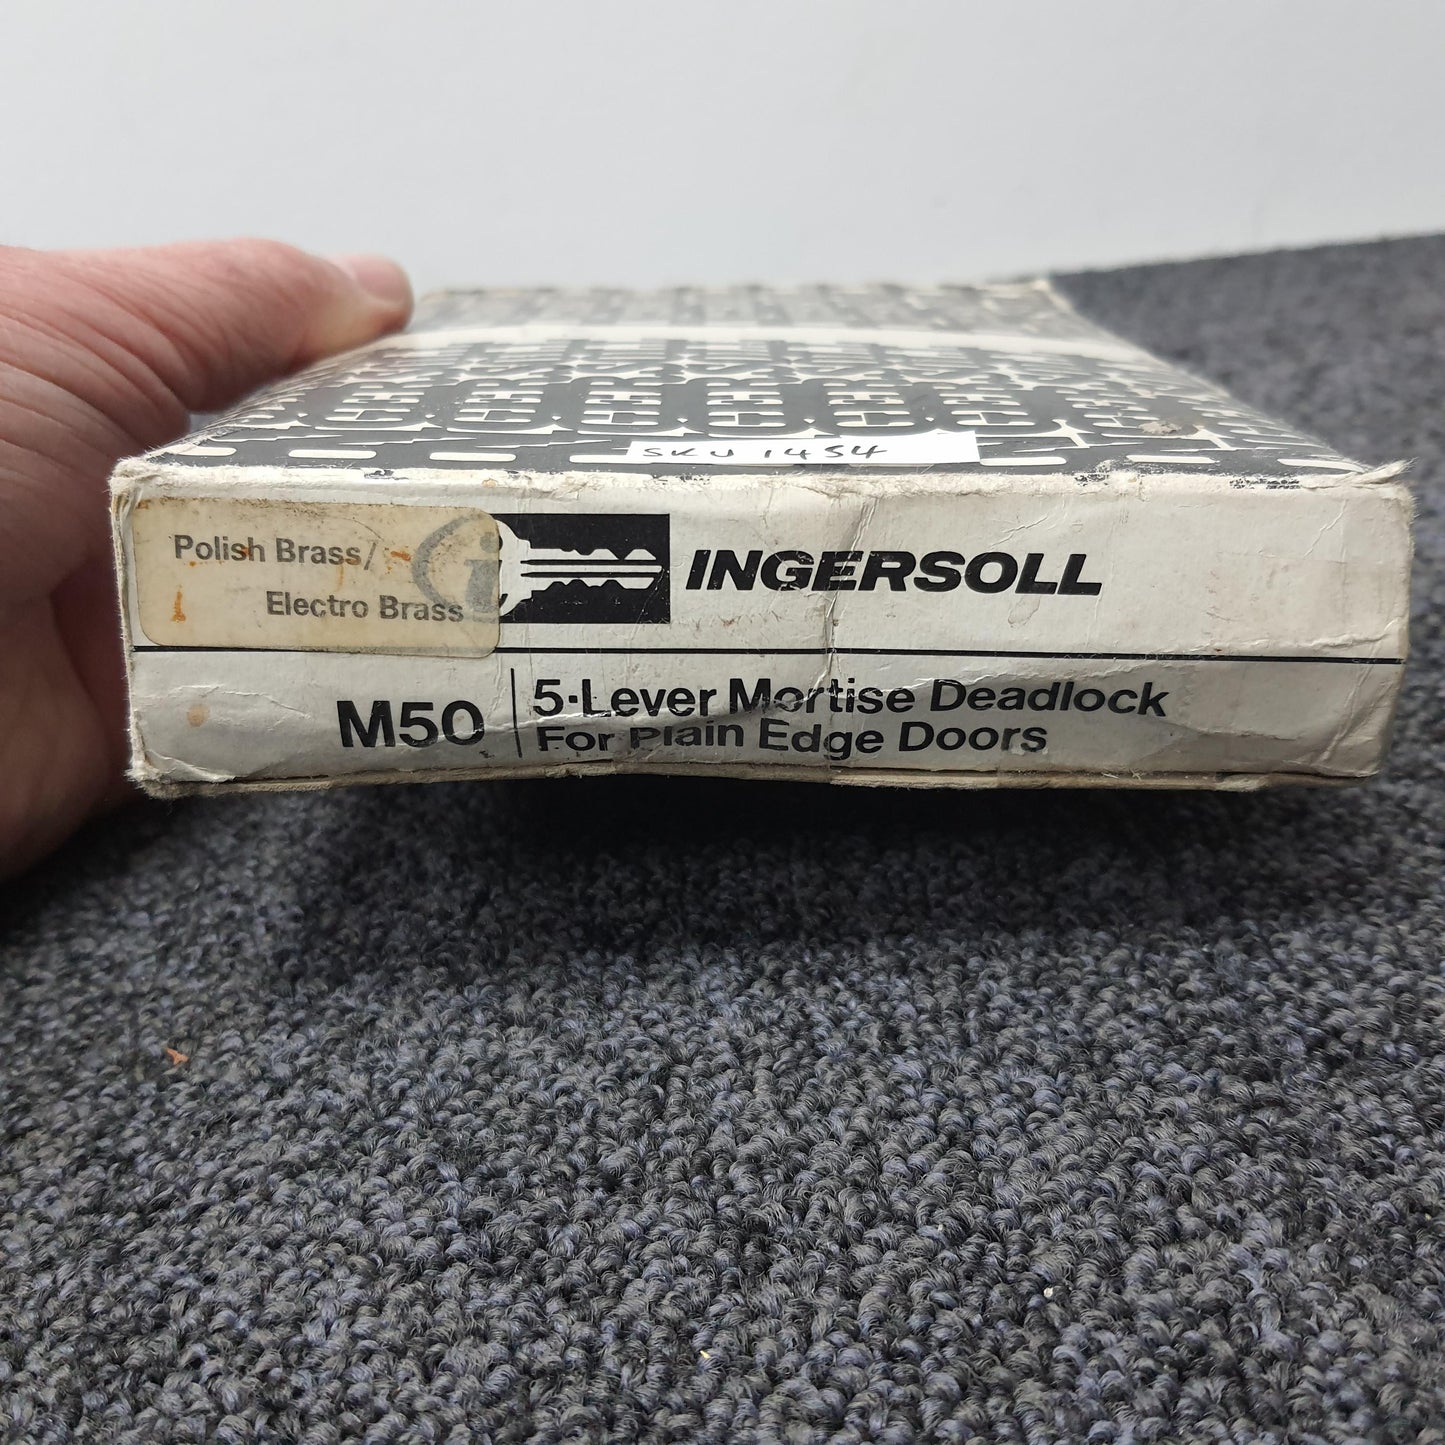 SKU 1454
Polish Brass/
Electro Brass
i
INGERSOLL
M50
5-Lever Mortise Deadlock
For Plain Edge Doors